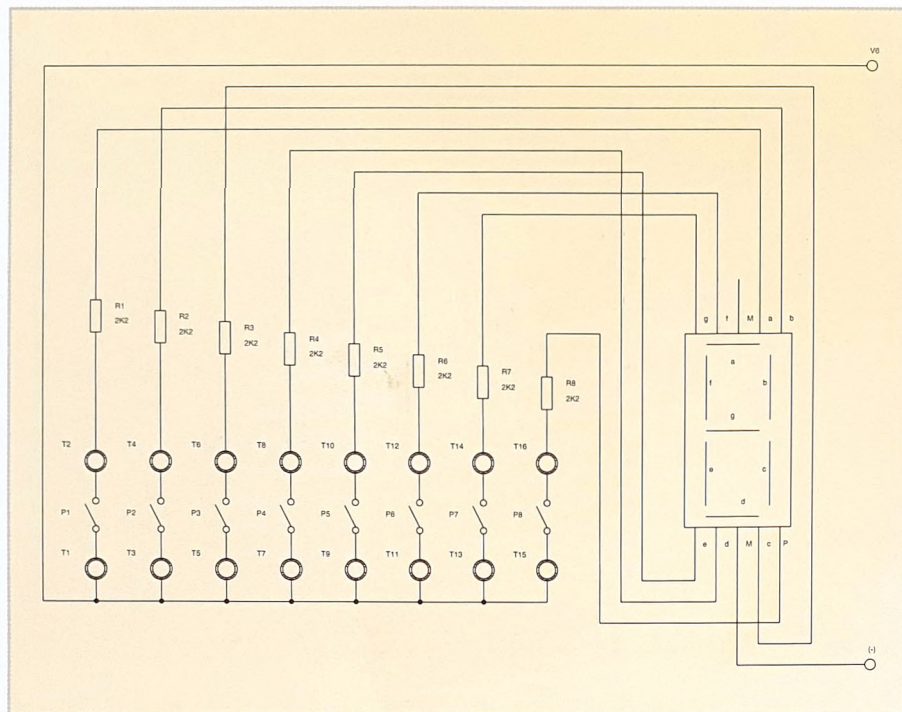 V6
R1
2K2
R2
2K2
R3
2K2
R4
2K2
R5
2K2
R6
2K2
R7
2K2
R8
2K2
g f M a b
a
f b
g
e c
d
e d M c P
T2 T4 T6 T8 T10 T12 T14 T16
P1 P2 P3 P4 P5 P6 P7 P8
T1 T3 T5 T7 T9 T11 T13 T15
(-)